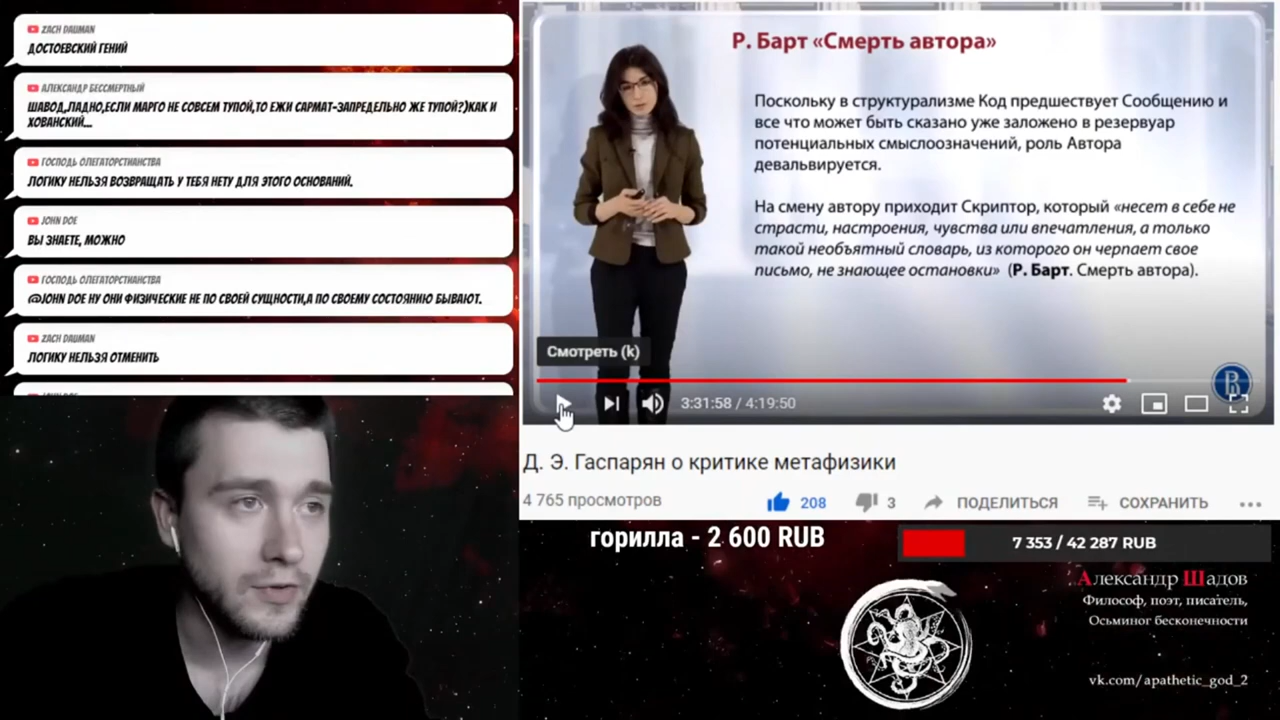 ZACH DAUMAN
ДОСТОЕВСКИЙ ГЕНИЙ
АЛЕКСАНДР БЕССМЕРТНЫЙ
ШАВОД,ЛАДНО,ЕСЛИ МАРГО НЕ СОВСЕМ ТУПОЙ,ТО ЕЖИ САРМАТ-ЗАПРЕДЕЛЬНО ЖЕ ТУПОЙ?)КАК И
ХОВАНСКИЙ...
ГОСПОДЬ ОЛЕГАТОРСТИАНСТВА
ЛОГИКУ НЕЛЬЗЯ ВОЗВРАЩАТЬ У ТЕБЯ НЕТУ ДЛЯ ЭТОГО ОСНОВАНИЙ.
JOHN DOE
ВЫ ЗНАЕТЕ, МОЖНО
ГОСПОДЬ ОЛЕГАТОРСТИАНСТВА
@JOHN DOE НУ ОНИ ФИЗИЧЕСКИЕ НЕ ПО СВОЕЙ СУЩНОСТИ,А ПО СВОЕМУ СОСТОЯНИЮ БЫВАЮТ.
ZACH DAUMAN
ЛОГИКУ НЕЛЬЗЯ ОТМЕНИТЬ
Р. Барт «Смерть автора»
Поскольку в структурализме Код предшествует Сообщению и
все что может быть сказано уже заложено в резервуар
потенциальных смыслоозначений, роль Автора
девальвируется.
На смену автору приходит Скриптор, который «несет в себе не
страсти, настроения, чувства или впечатления, а только
такой необъятный словарь, из которого он черпает свое
письмо, не знающее остановки» (Р. Барт. Смерть автора).
Смотреть (k)
3:31:58 / 4:19:50
Д. Э. Гаспарян о критике метафизики
4 765 просмотров
208
3
ПОДЕЛИТЬСЯ
СОХРАНИТЬ
горилла - 2 600 RUB
7 353 / 42 287 RUB
Александр Шадов
Философ, поэт, писатель,
Осьминог бесконечности
vk.com/apathetic_god_2